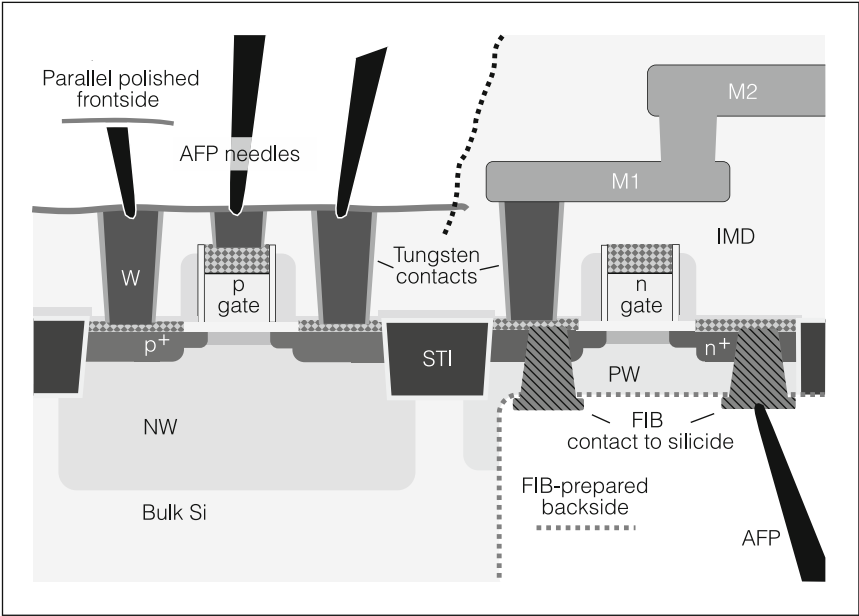 Parallel polished
frontside
AFP needles
M2
M1
Tungsten
contacts
IMD
W
p
gate
n
gate
p+
STI
n+
PW
NW
FIB
contact to silicide
FIB-prepared
backside
Bulk Si
AFP